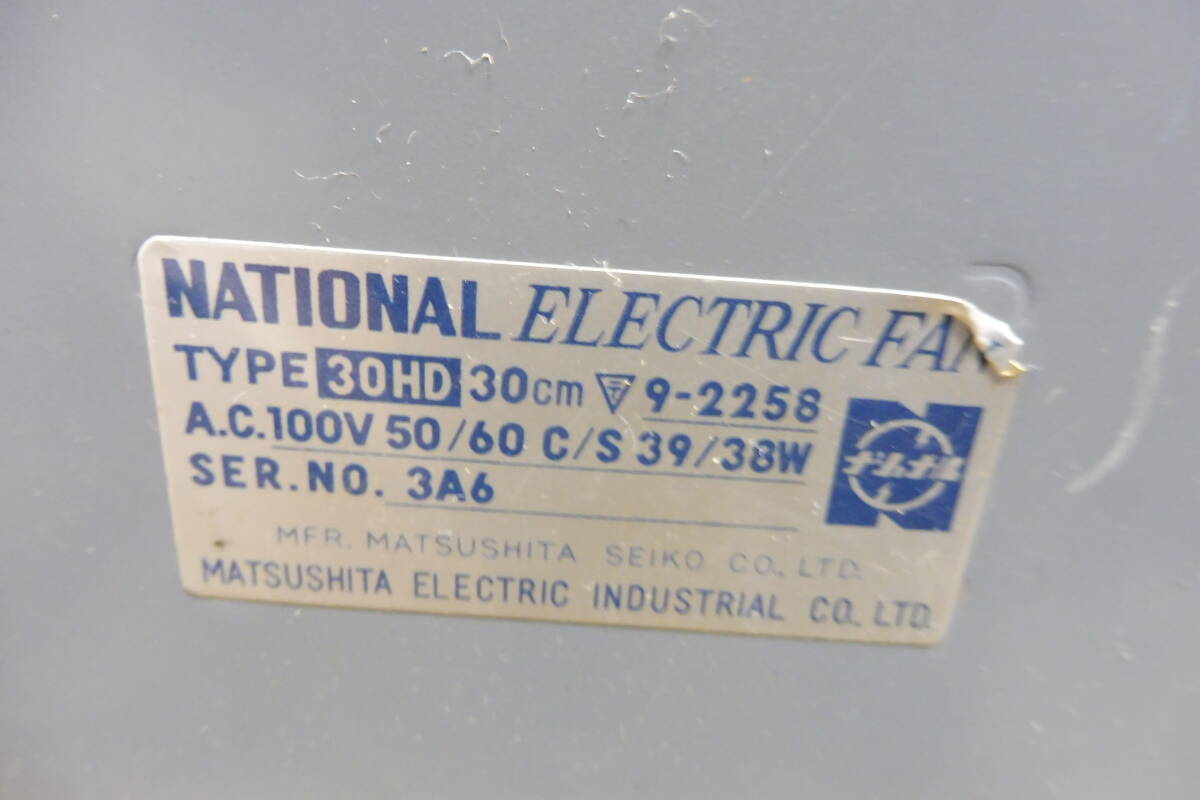 NATIONAL ELECTRIC FAN
TYPE 30HD 30cm 〒 9-2258
A.C.100V 50/60 C/S 39/38W
ナショナル
SER.NO. 3A6
MFR. MATSUSHITA SEIKO CO., LTD.
MATSUSHITA ELECTRIC INDUSTRIAL CO., LTD.